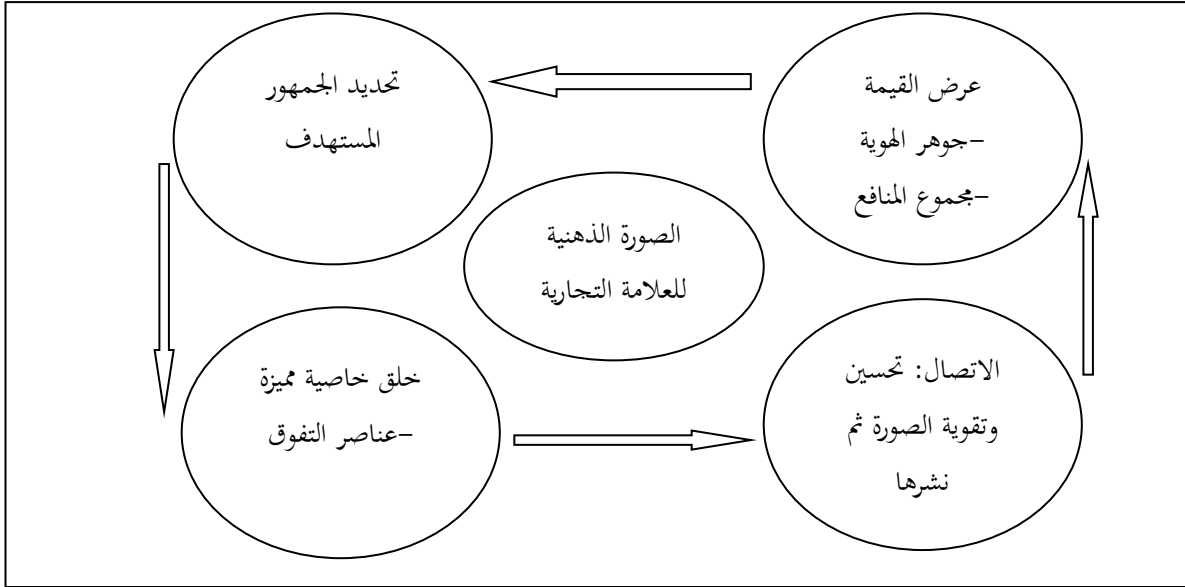 عرض القيمة
-جوهر الهوية
-مجموع المنافع
تحديد الجمهور
المستهدف
الصورة الذهنية
للعلامة التجارية
خلق خاصية مميزة
-عناصر التفوق
الاتصال: تحسين
وتقوية الصورة ثم
نشرها